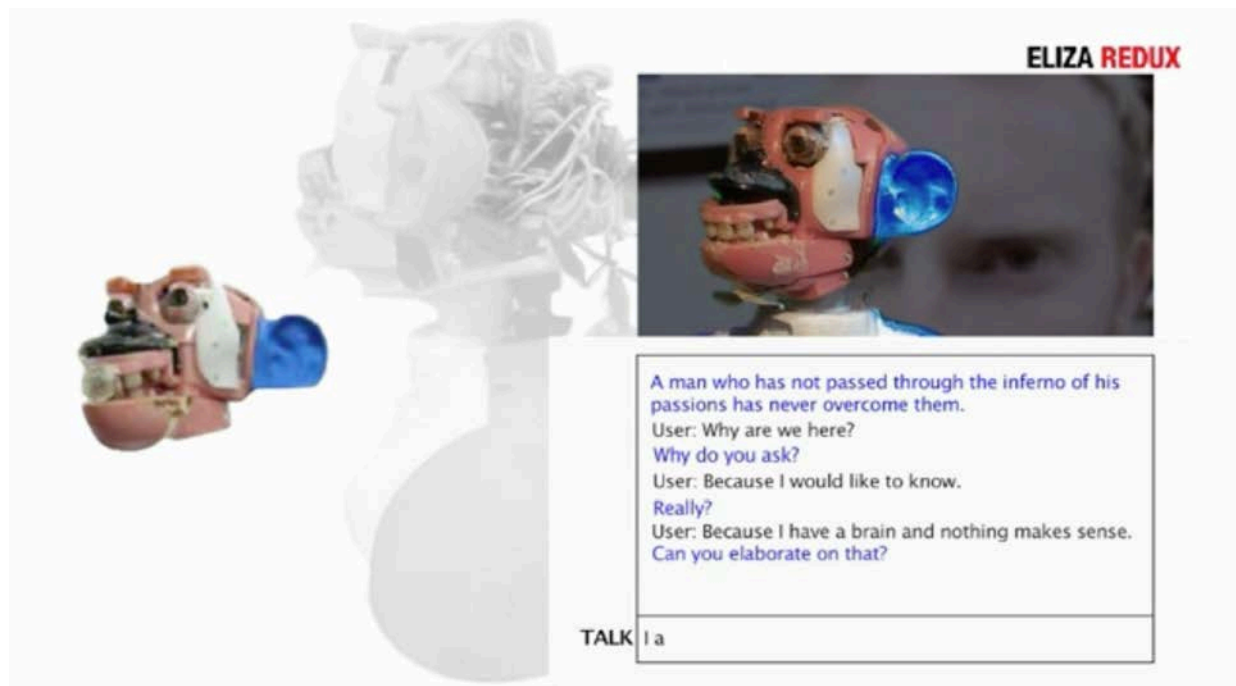 ELIZA REDUX
A man who has not passed through the inferno of his
passions has never overcome them.
User: Why are we here?
Why do you ask?
User: Because I would like to know.
Really?
User: Because I have a brain and nothing makes sense.
Can you elaborate on that?
TALK I a